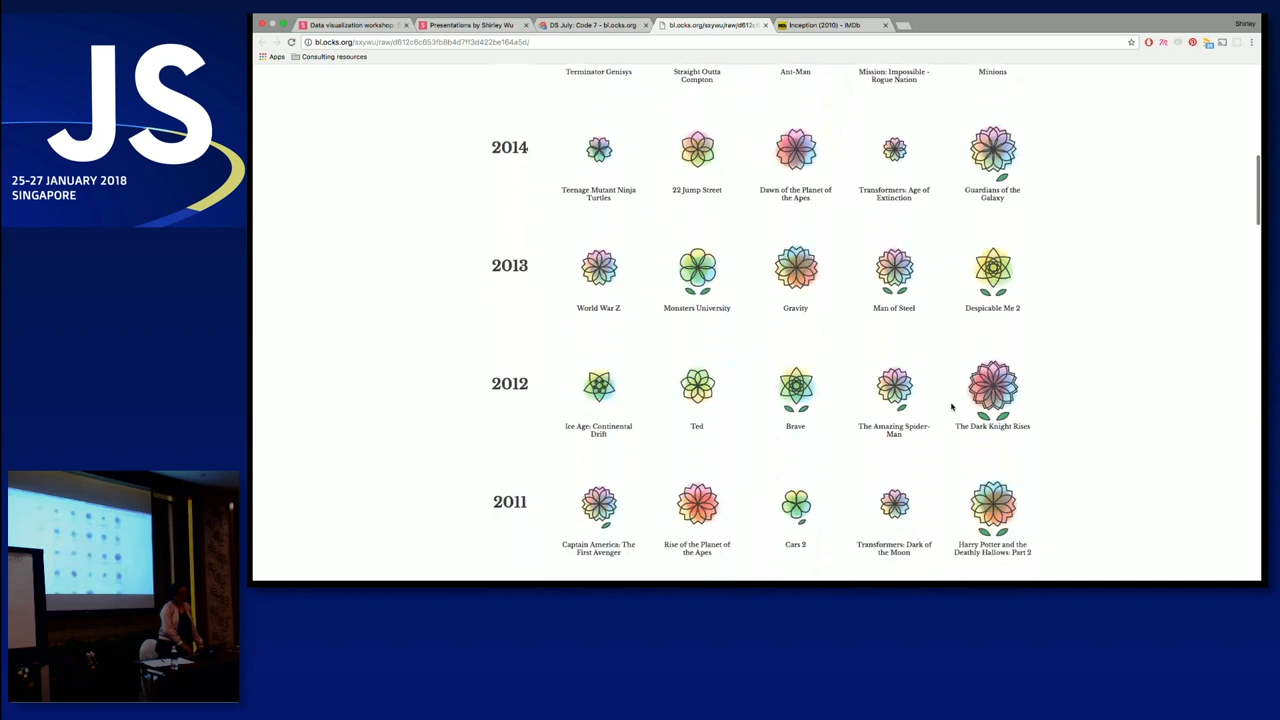 JS
25-27 JANUARY 2018
SINGAPORE
Data visualization workshop:
Presentations by Shirley Wu
DS July: Code 7 - bl.ocks.org
bl.ocks.org/sxywu/raw/d612c6
Inception (2010) - IMDb
Shirley
bl.ocks.org/sxywu/raw/d612c6c653fb8b4d7ff3d422be164a5d/
Apps
Consulting resources
Terminator Genisys
Straight Outta Compton
Ant-Man
Mission: Impossible - Rogue Nation
Minions
2014
Teenage Mutant Ninja Turtles
22 Jump Street
Dawn of the Planet of the Apes
Transformers: Age of Extinction
Guardians of the Galaxy
2013
World War Z
Monsters University
Gravity
Man of Steel
Despicable Me 2
2012
Ice Age: Continental Drift
Ted
Brave
The Amazing Spider-Man
The Dark Knight Rises
2011
Captain America: The First Avenger
Rise of the Planet of the Apes
Cars 2
Transformers: Dark of the Moon
Harry Potter and the Deathly Hallows: Part 2